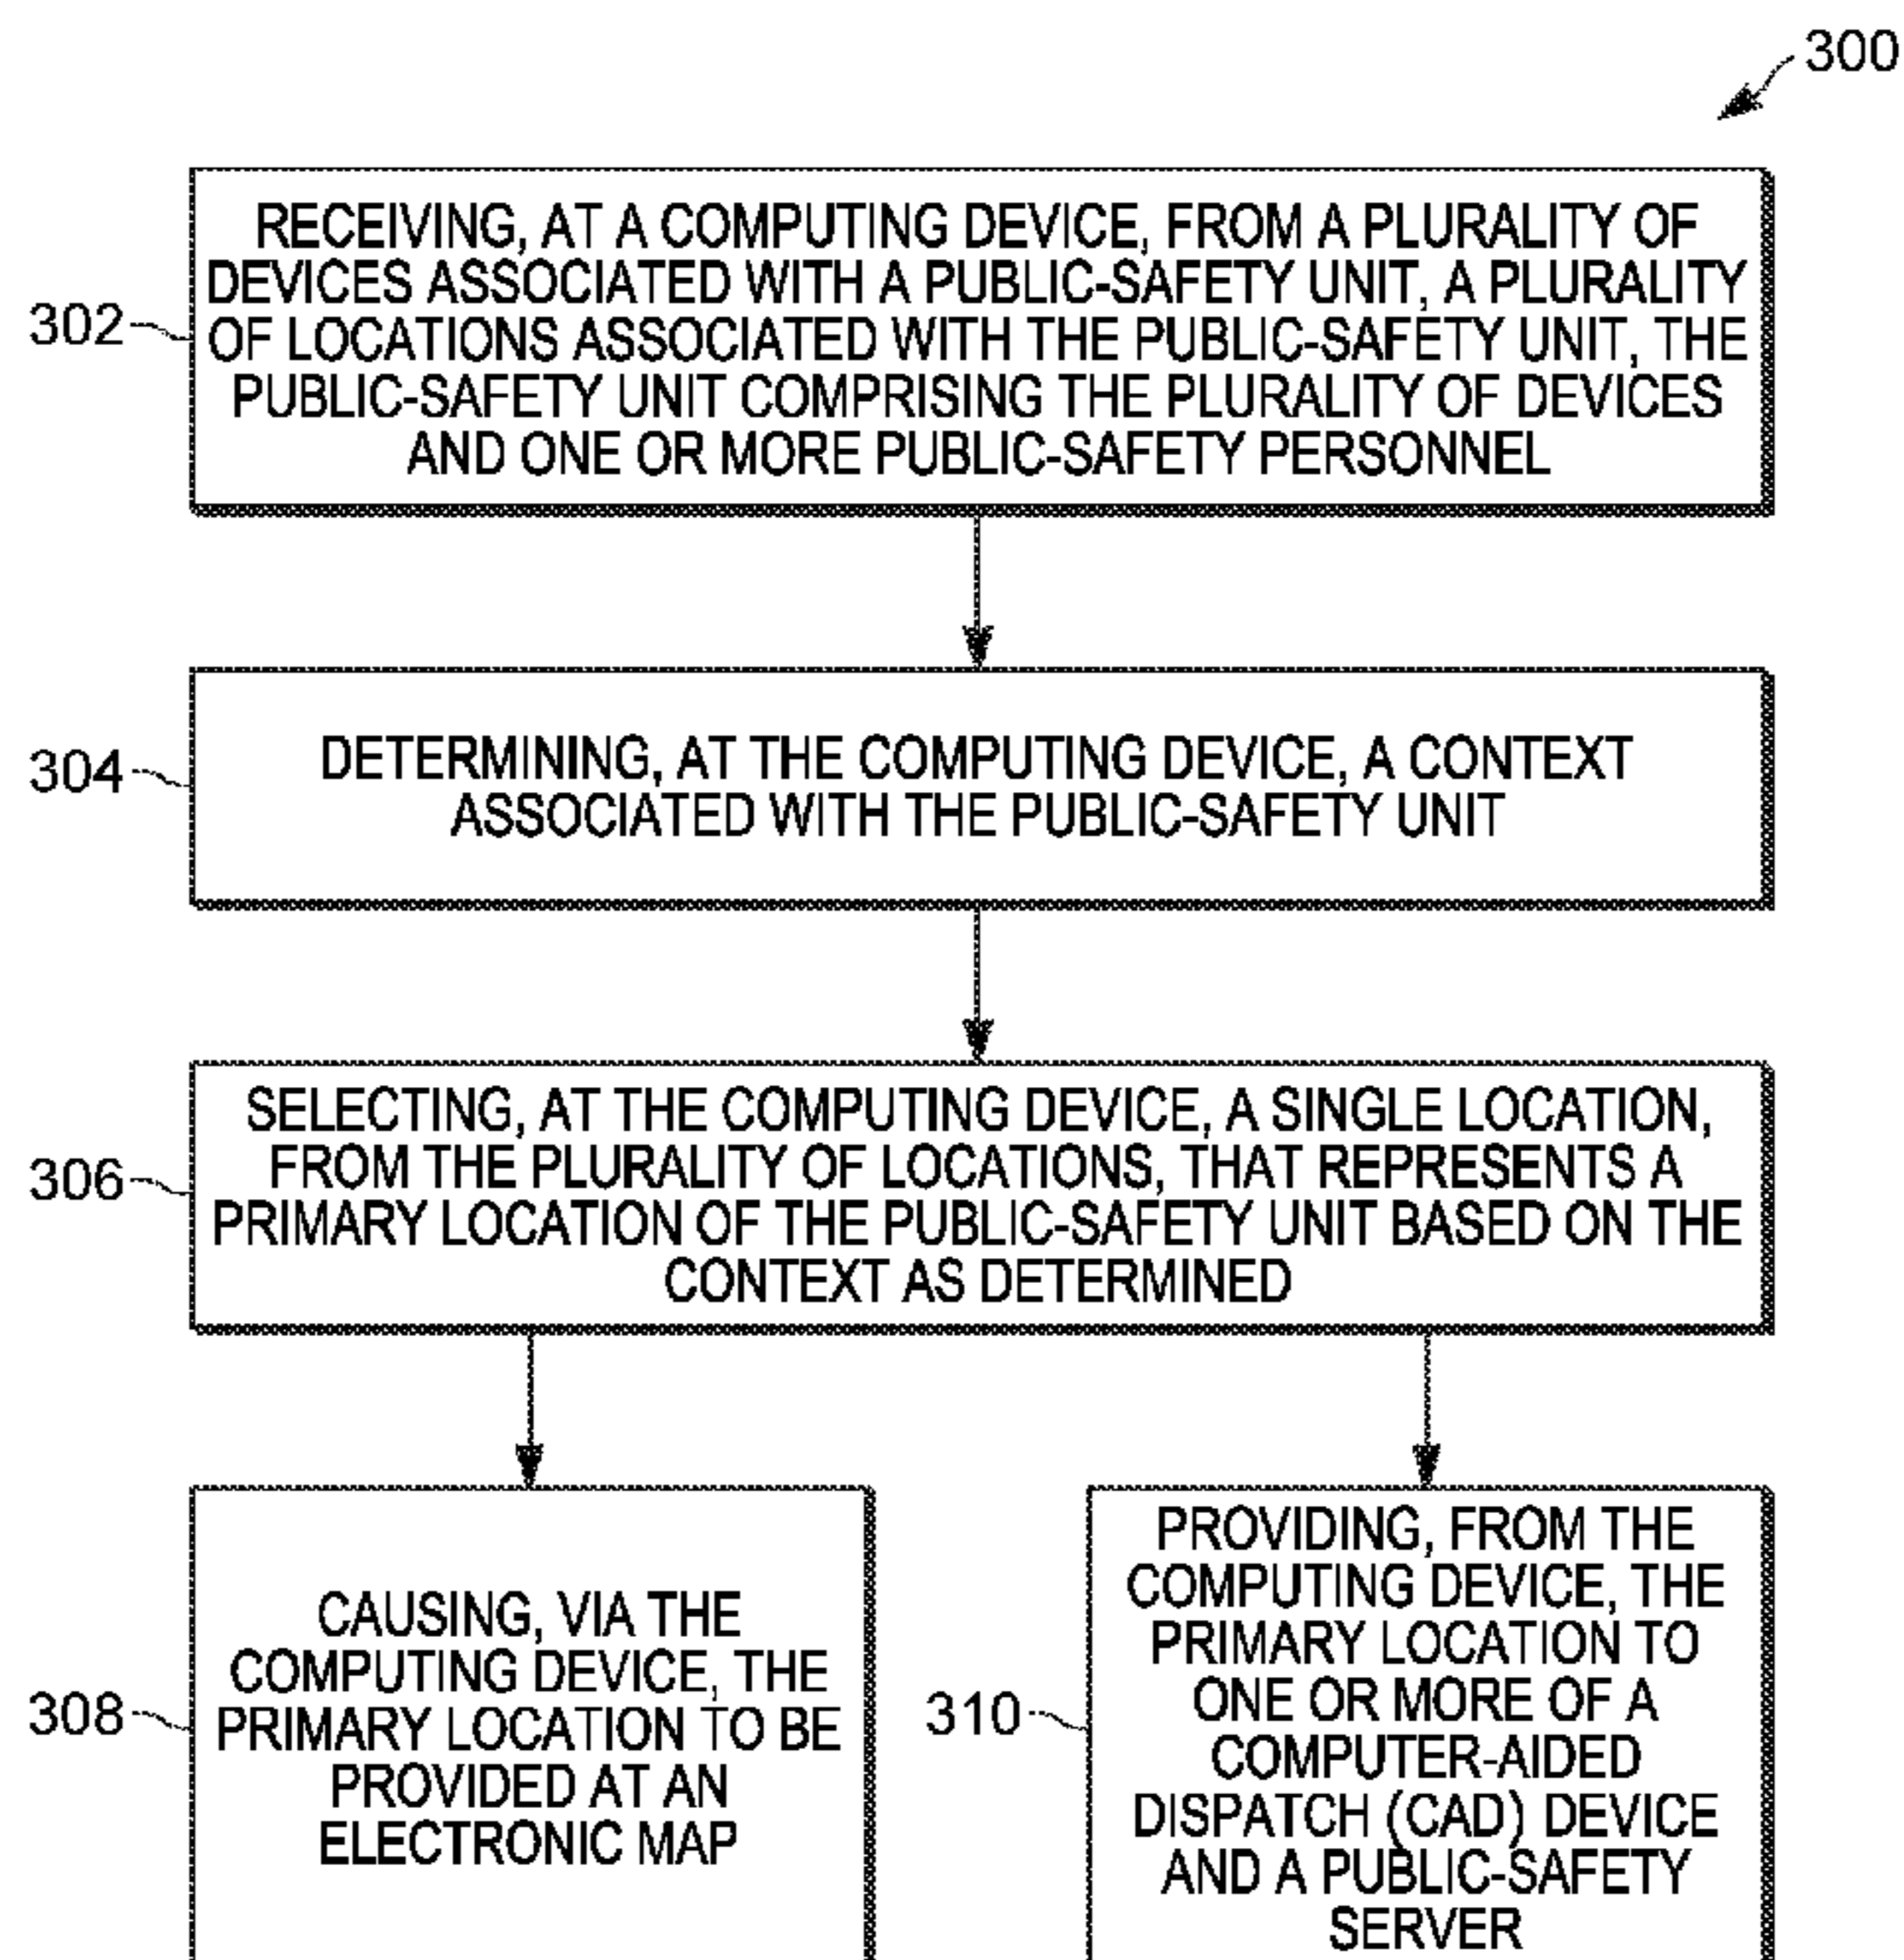 300
302
RECEIVING, AT A COMPUTING DEVICE, FROM A PLURALITY OF
DEVICES ASSOCIATED WITH A PUBLIC-SAFETY UNIT, A PLURALITY
OF LOCATIONS ASSOCIATED WITH THE PUBLIC-SAFETY UNIT, THE
PUBLIC-SAFETY UNIT COMPRISING THE PLURALITY OF DEVICES
AND ONE OR MORE PUBLIC-SAFETY PERSONNEL
304
DETERMINING, AT THE COMPUTING DEVICE, A CONTEXT
ASSOCIATED WITH THE PUBLIC-SAFETY UNIT
306
SELECTING, AT THE COMPUTING DEVICE, A SINGLE LOCATION,
FROM THE PLURALITY OF LOCATIONS, THAT REPRESENTS A
PRIMARY LOCATION OF THE PUBLIC-SAFETY UNIT BASED ON THE
CONTEXT AS DETERMINED
308
CAUSING, VIA THE
COMPUTING DEVICE, THE
PRIMARY LOCATION TO BE
PROVIDED AT AN
ELECTRONIC MAP
310
PROVIDING, FROM THE
COMPUTING DEVICE, THE
PRIMARY LOCATION TO
ONE OR MORE OF A
COMPUTER-AIDED
DISPATCH (CAD) DEVICE
AND A PUBLIC-SAFETY
SERVER